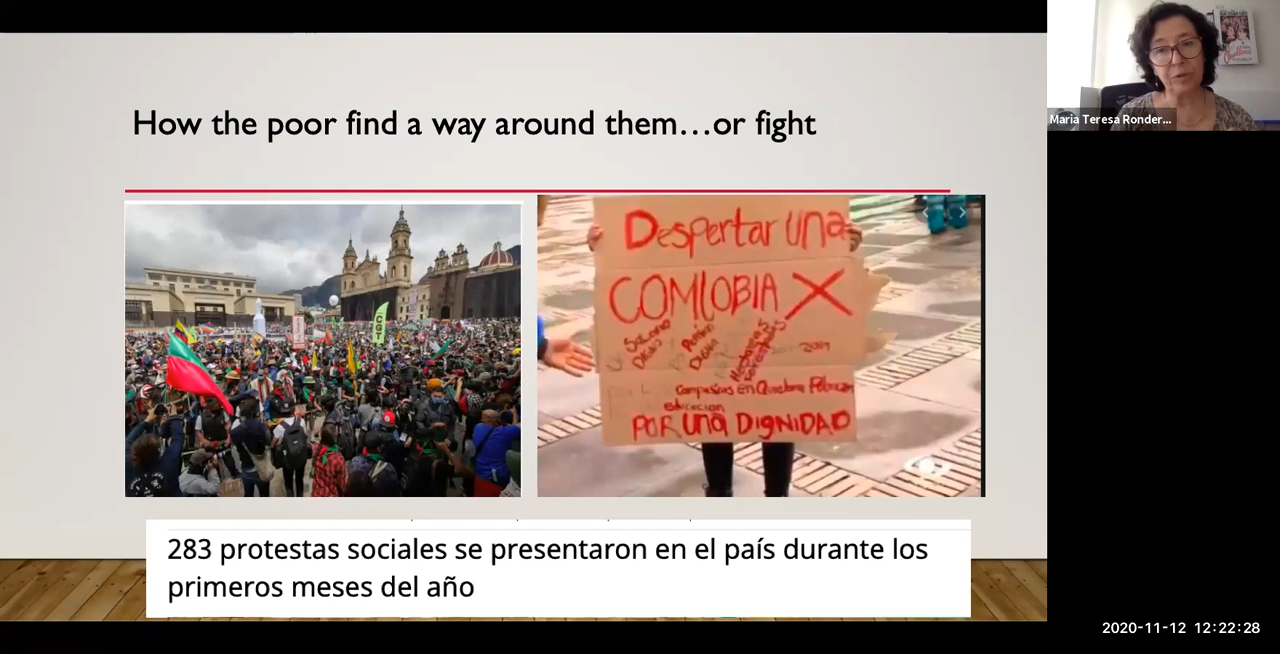 How the poor find a way around them...or fight
CGT
Despertar una
COMLOBIA X
Salario Digno
Pensión Digna
2019
Campesinos en Quiebra
educación
POR UNA DIGNIDAD
283 protestas sociales se presentaron en el país durante los
primeros meses del año
Maria Teresa Ronder...
2020-11-12 12:22:28